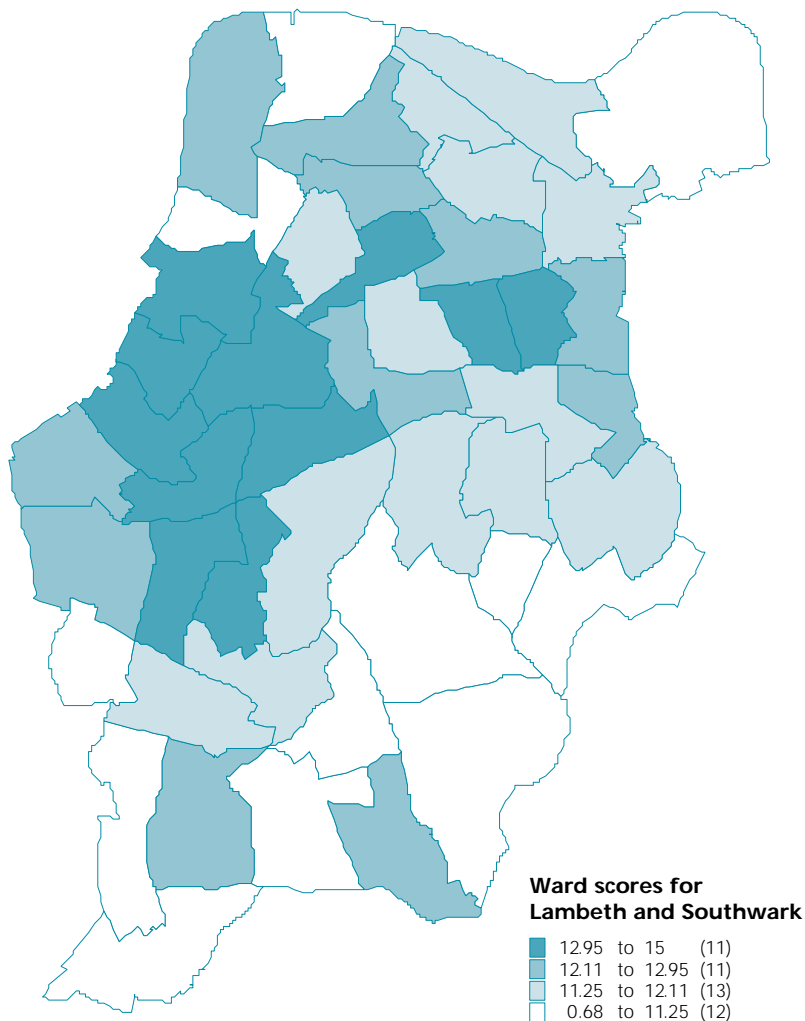 Ward scores for
Lambeth and Southwark
12.95 to 15 (11)
12.11 to 12.95 (11)
11.25 to 12.11 (13)
0.68 to 11.25 (12)